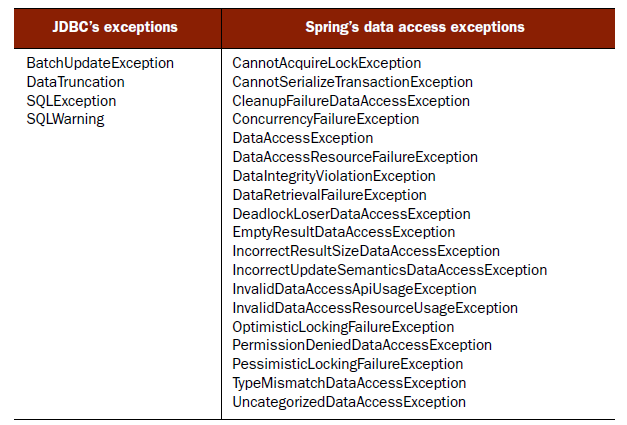 JDBC's exceptions Spring's data access exceptions
BatchUpdateException CannotAcquireLockException
DataTruncation CannotSerializeTransactionException
SQLException CleanupFailureDataAccessException
SQLWarning ConcurrencyFailureException
DataAccessException
DataAccessResourceFailureException
DataIntegrityViolationException
DataRetrievalFailureException
DeadlockLoserDataAccessException
EmptyResultDataAccessException
IncorrectResultSizeDataAccessException
IncorrectUpdateSemanticsDataAccessException
InvalidDataAccessApiUsageException
InvalidDataAccessResourceUsageException
OptimisticLockingFailureException
PermissionDeniedDataAccessException
PessimisticLockingFailureException
TypeMismatchDataAccessException
UncategorizedDataAccessException